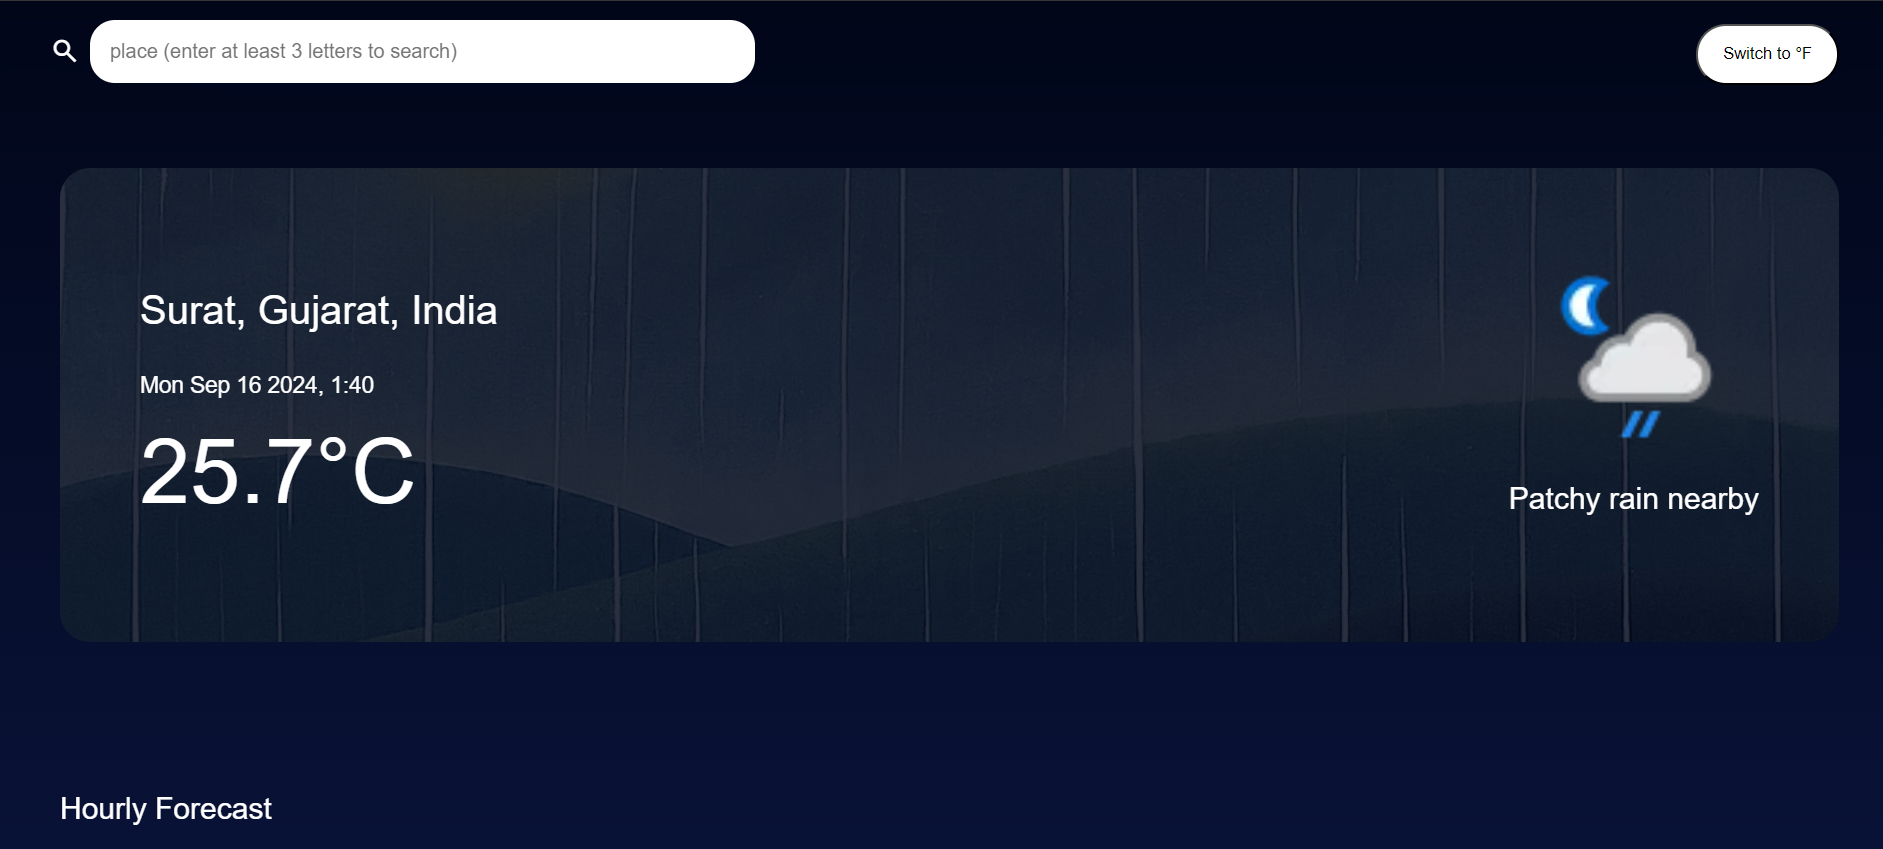 place (enter at least 3 letters to search)
Switch to °F
Surat, Gujarat, India
Mon Sep 16 2024, 1:40
25.7°C
Patchy rain nearby
Hourly Forecast